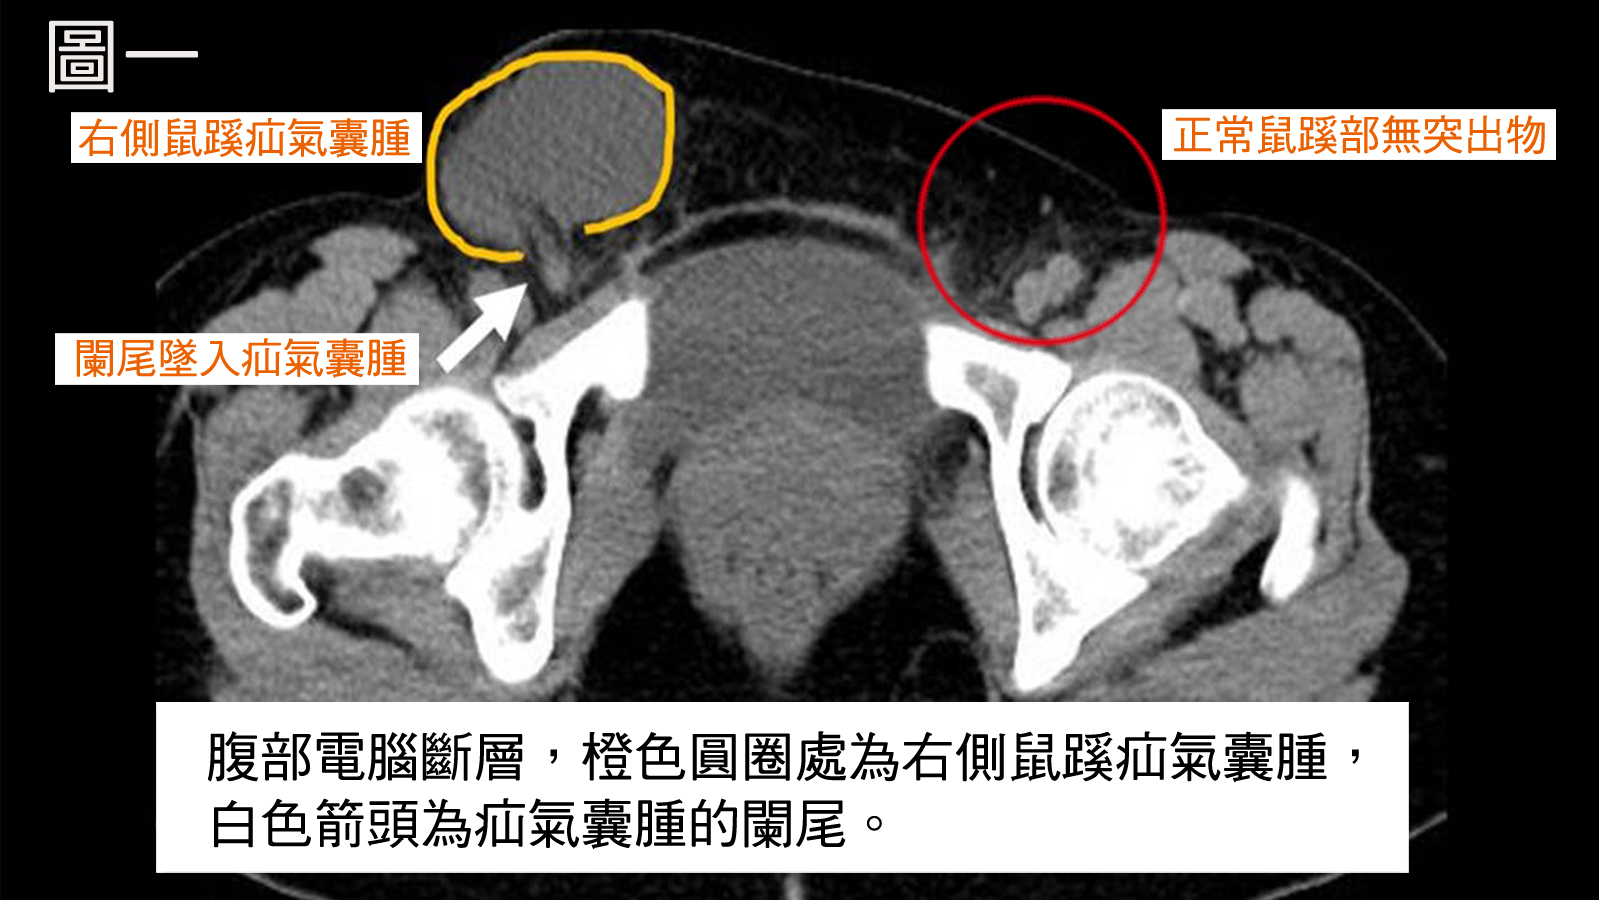 圖一
右側鼠蹊疝氣囊腫
正常鼠蹊部無突出物
闌尾墜入疝氣囊腫
腹部電腦斷層，橙色圓圈處為右側鼠蹊疝氣囊腫，
白色箭頭為疝氣囊腫的闌尾。